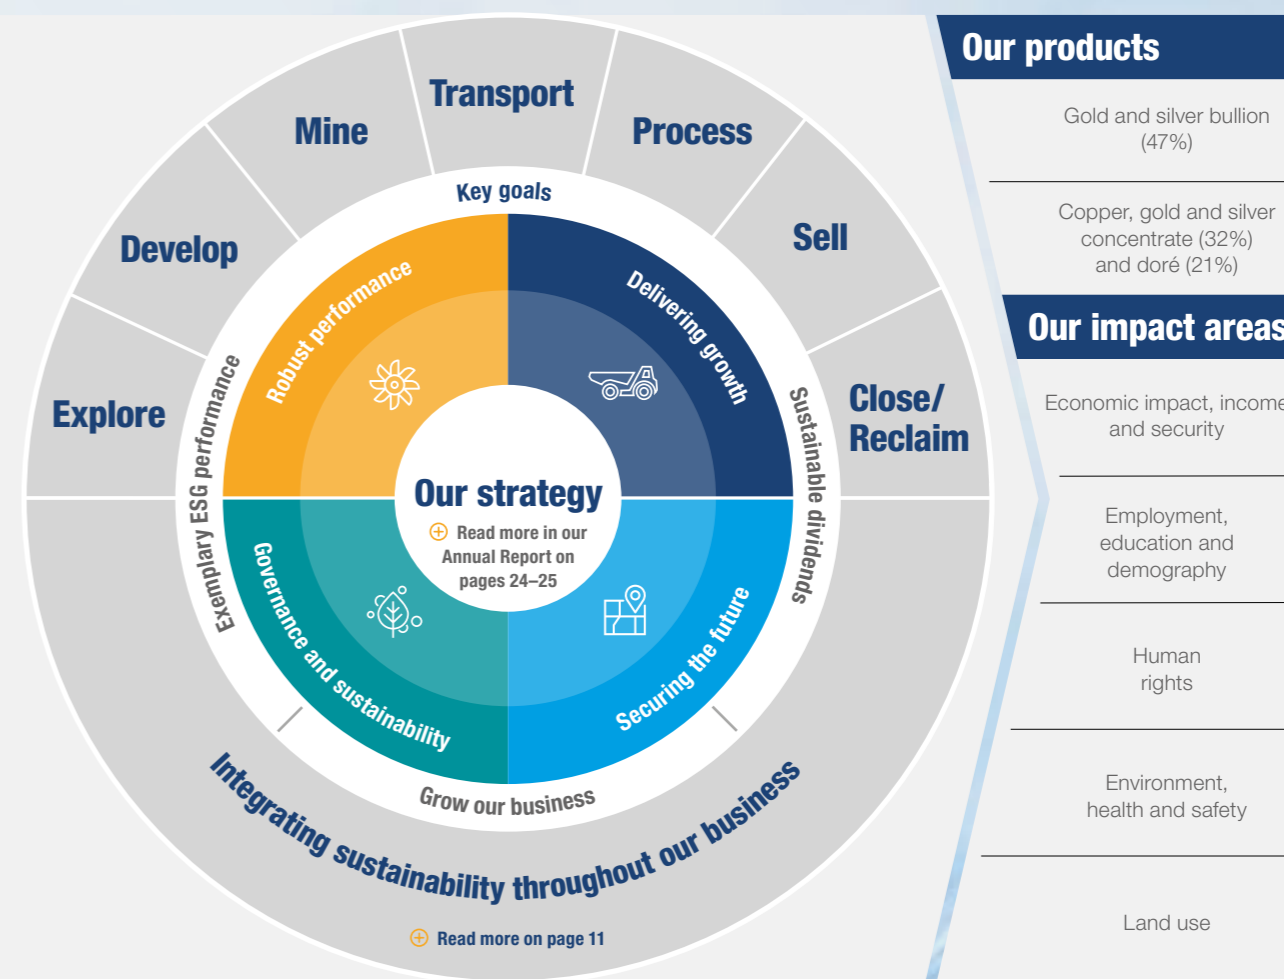 Transport
Mine
Process
Develop
Sell
Explore
Close/
Reclaim
Key goals
Exemplary ESG performance
Sustainable dividends
Grow our business
Robust performance
Delivering growth
Governance and sustainability
Securing the future
Our strategy
Read more in our
Annual Report on
pages 24–25
Integrating sustainability throughout our business
Read more on page 11
Our products
Gold and silver bullion
(47%)
Copper, gold and silver
concentrate (32%)
and doré (21%)
Our impact areas
Economic impact, income
and security
Employment,
education and
demography
Human
rights
Environment,
health and safety
Land use